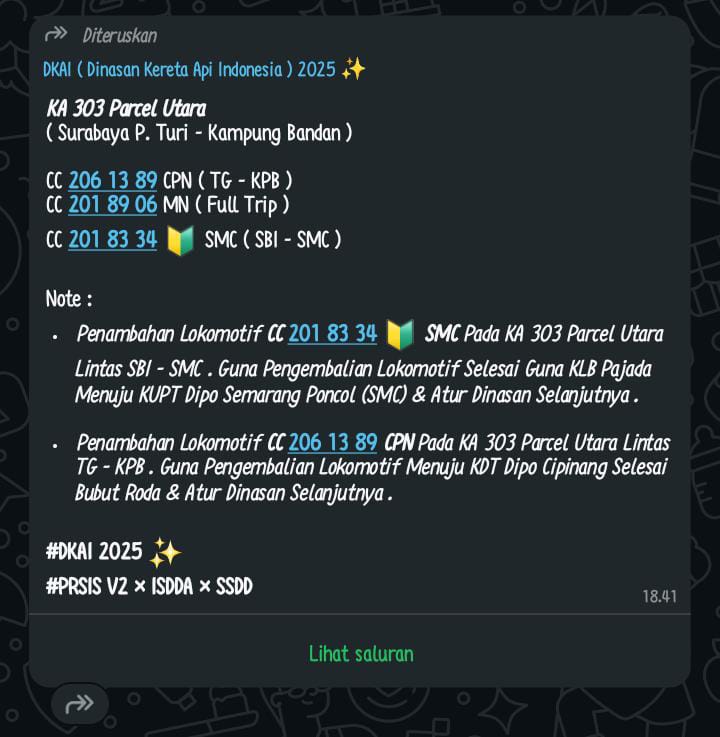 Diteruskan
DKAI ( Dinasan Kereta Api Indonesia ) 2025 ✨
KA 303 Parcel Utara
( Surabaya P. Turi - Kampung Bandan )
CC 206 13 89 CPN ( TG - KPB )
CC 201 89 06 MN ( Full Trip )
CC 201 83 34 🔰 SMC ( SBI - SMC )
Note :
• Penambahan Lokomotif CC 201 83 34 🔰 SMC Pada KA 303 Parcel Utara
Lintas SBI - SMC . Guna Pengembalian Lokomotif Selesai Guna KLB Pajada
Menuju KUPT Dipo Semarang Poncol (SMC) & Atur Dinasan Selanjutnya .
• Penambahan Lokomotif CC 206 13 89 CPN Pada KA 303 Parcel Utara Lintas
TG - KPB . Guna Pengembalian Lokomotif Menuju KDT Dipo Cipinang Selesai
Bubut Roda & Atur Dinasan Selanjutnya .
#DKAI 2025 ✨
#PRSIS V2 × ISDDA × SSDD
18.41
Lihat saluran